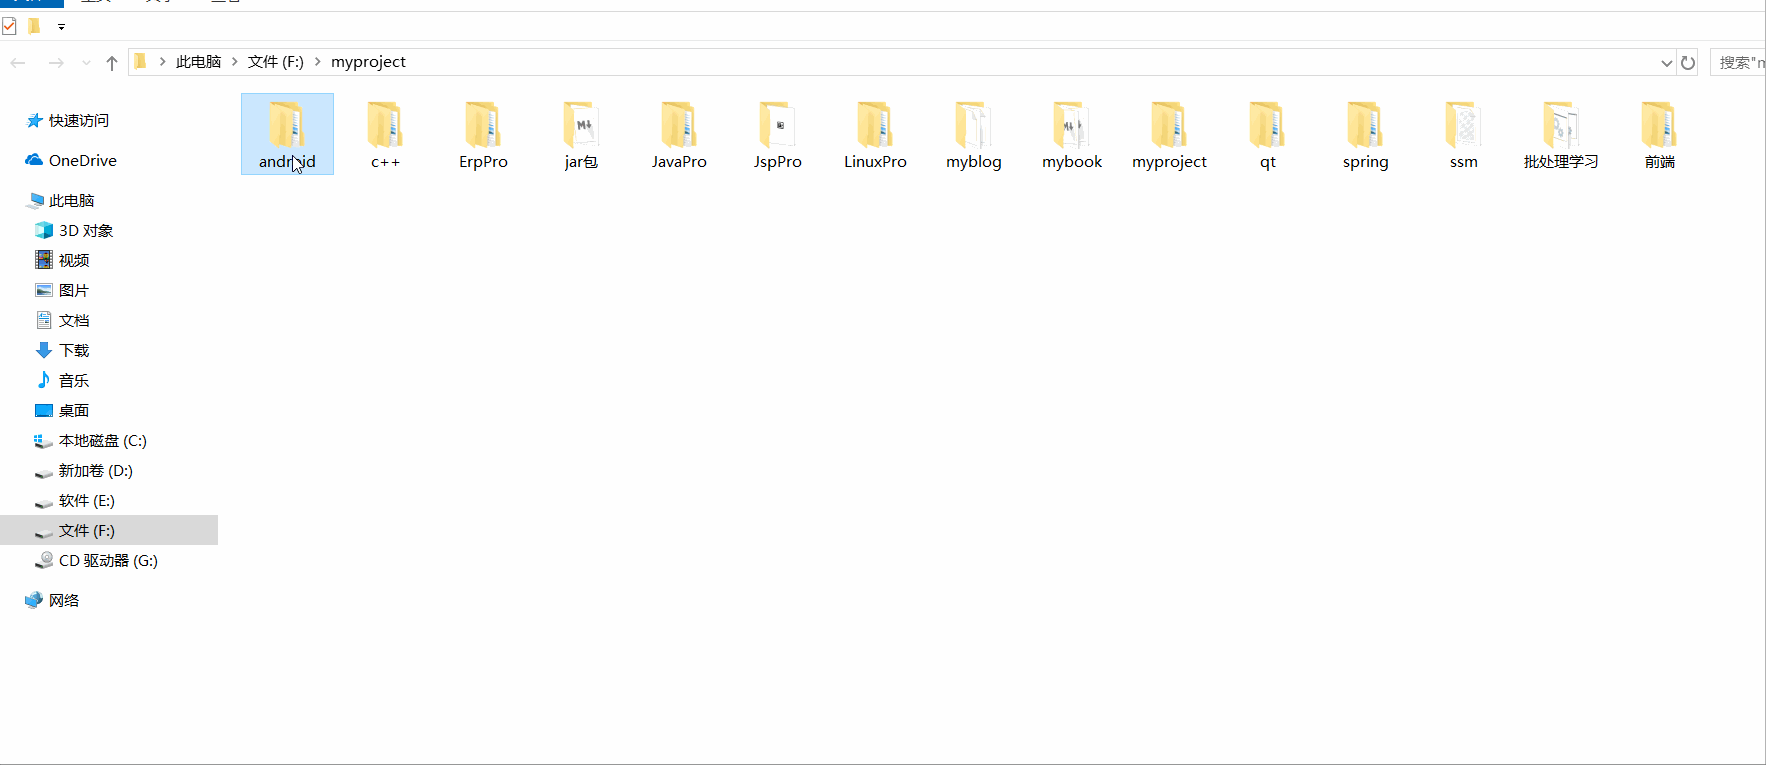 此电脑 文件 (F:) myproject
搜索"m
快速访问
OneDrive
此电脑
3D 对象
视频
图片
文档
下载
音乐
桌面
本地磁盘 (C:)
新加卷 (D:)
软件 (E:)
文件 (F:)
CD 驱动器 (G:)
网络
android c++ ErpPro jar包 JavaPro JspPro LinuxPro myblog mybook myproject qt spring ssm 批处理学习 前端